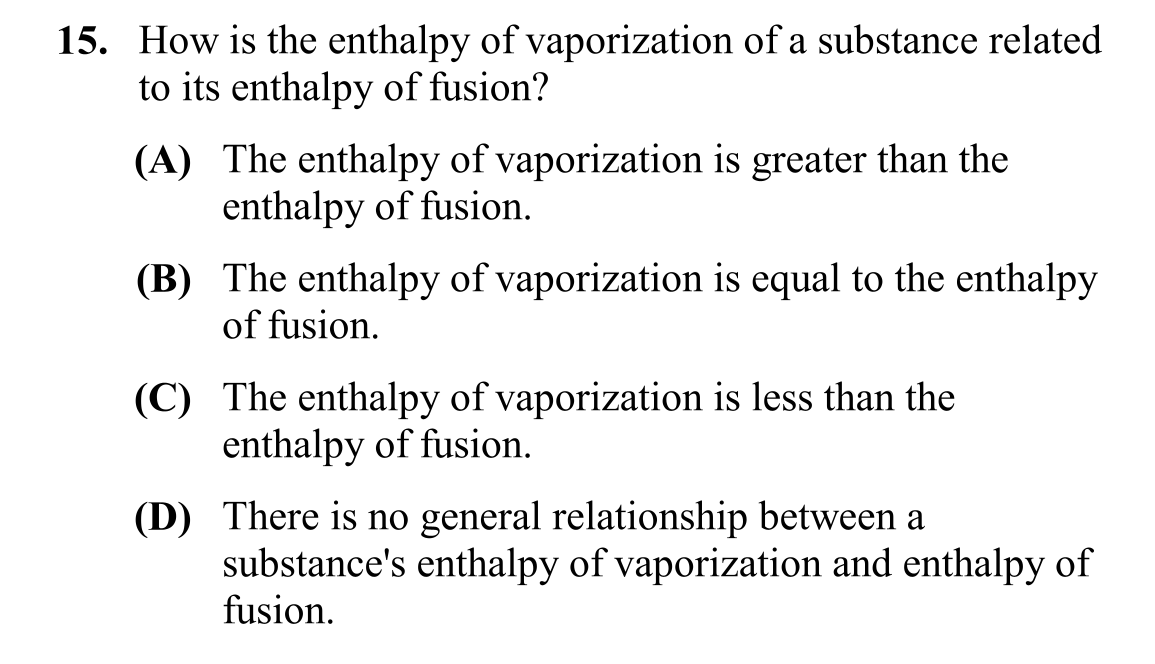 15. How is the enthalpy of vaporization of a substance related
to its enthalpy of fusion?
(A) The enthalpy of vaporization is greater than the
enthalpy of fusion.
(B) The enthalpy of vaporization is equal to the enthalpy
of fusion.
(C) The enthalpy of vaporization is less than the
enthalpy of fusion.
(D) There is no general relationship between a
substance's enthalpy of vaporization and enthalpy of
fusion.